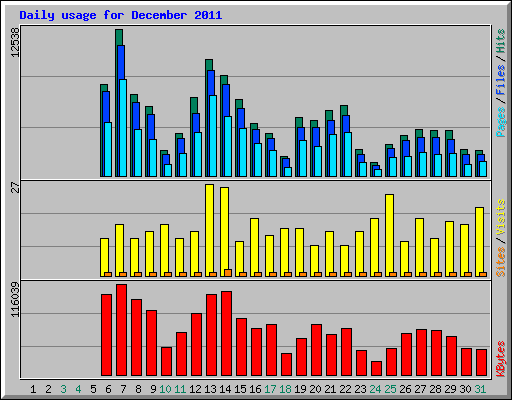 Daily usage for December 2011
12538
Pages/Files/Hits
27
Sites/Visits
116039
KBytes
1 2 3 4 5 6 7 8 9 10 11 12 13 14 15 16 17 18 19 20 21 22 23 24 25 26 27 28 29 30 31